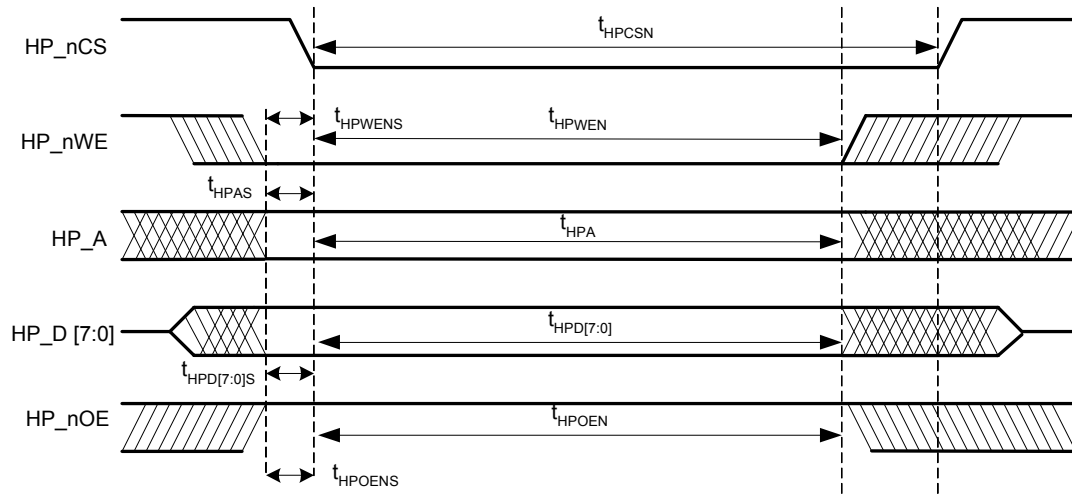 t_HPCSN
HP_nCS
t_HPWENS
t_HPWEN
HP_nWE
t_HPAS
t_HPA
HP_A
t_HPD[7:0]
HP_D [7:0]
t_HPD[7:0]S
t_HPOEN
HP_nOE
t_HPOENS